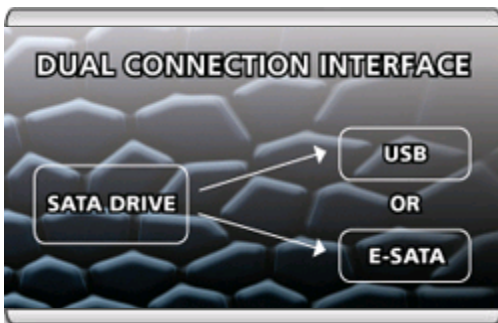 DUAL CONNECTION INTERFACE
USB
SATA DRIVE
OR
E-SATA